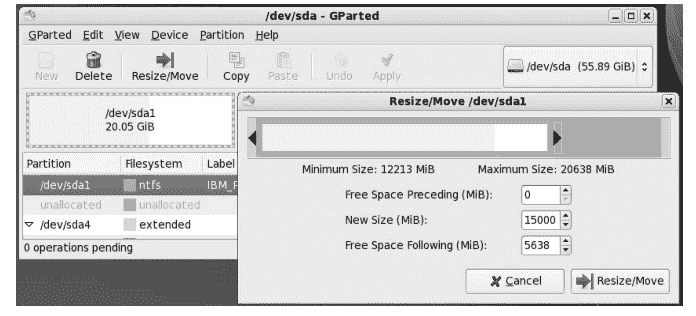 /dev/sda - GParted
GParted Edit View Device Partition Help
New Delete Resize/Move Copy Paste Undo Apply
/dev/sda (55.89 GiB)
/dev/sda1
20.05 GiB
Partition Filesystem Label
/dev/sda1 ntfs IBM_
unallocated unallocated
/dev/sda4 extended
0 operations pending
Resize/Move /dev/sda1
Minimum Size: 12213 MiB Maximum Size: 20638 MiB
Free Space Preceding (MiB): 0
New Size (MiB): 15000
Free Space Following (MiB): 5638
Cancel Resize/Move